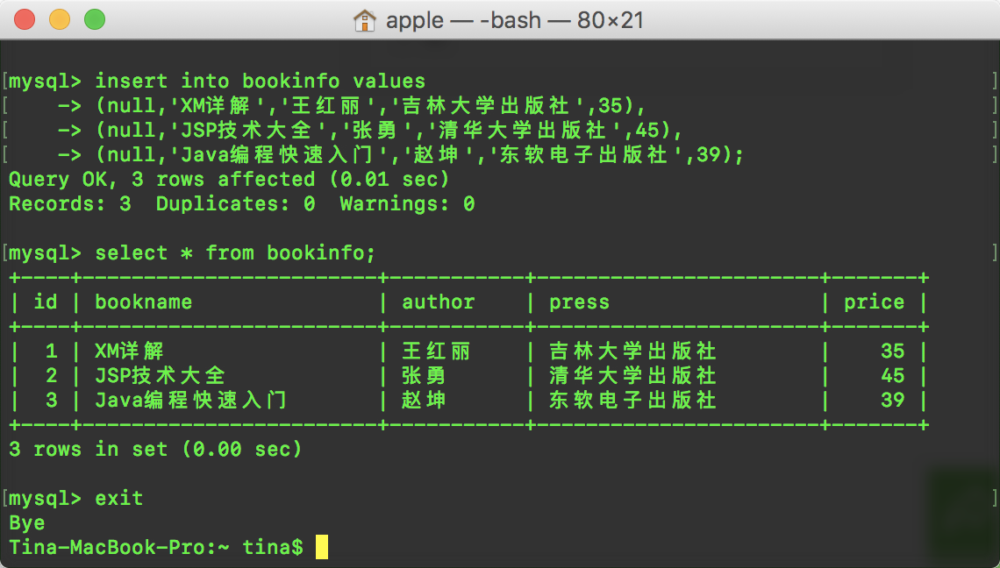 apple — -bash — 80×21
[mysql> insert into bookinfo values ]
[    -> (null,'XM详解','王红丽','吉林大学出版社',35), ]
[    -> (null,'JSP技术大全','张勇','清华大学出版社',45), ]
[    -> (null,'Java编程快速入门','赵坤','东软电子出版社',39); ]
Query OK, 3 rows affected (0.01 sec)
Records: 3  Duplicates: 0  Warnings: 0
[mysql> select * from bookinfo; ]
+----+------------------------+-----------+-----------------------+-------+
| id | bookname | author | press | price |
+----+------------------------+-----------+-----------------------+-------+
| 1 | XM详解 | 王红丽 | 吉林大学出版社 | 35 |
| 2 | JSP技术大全 | 张勇 | 清华大学出版社 | 45 |
| 3 | Java编程快速入门 | 赵坤 | 东软电子出版社 | 39 |
+----+------------------------+-----------+-----------------------+-------+
3 rows in set (0.00 sec)
[mysql> exit ]
Bye
Tina-MacBook-Pro:~ tina$